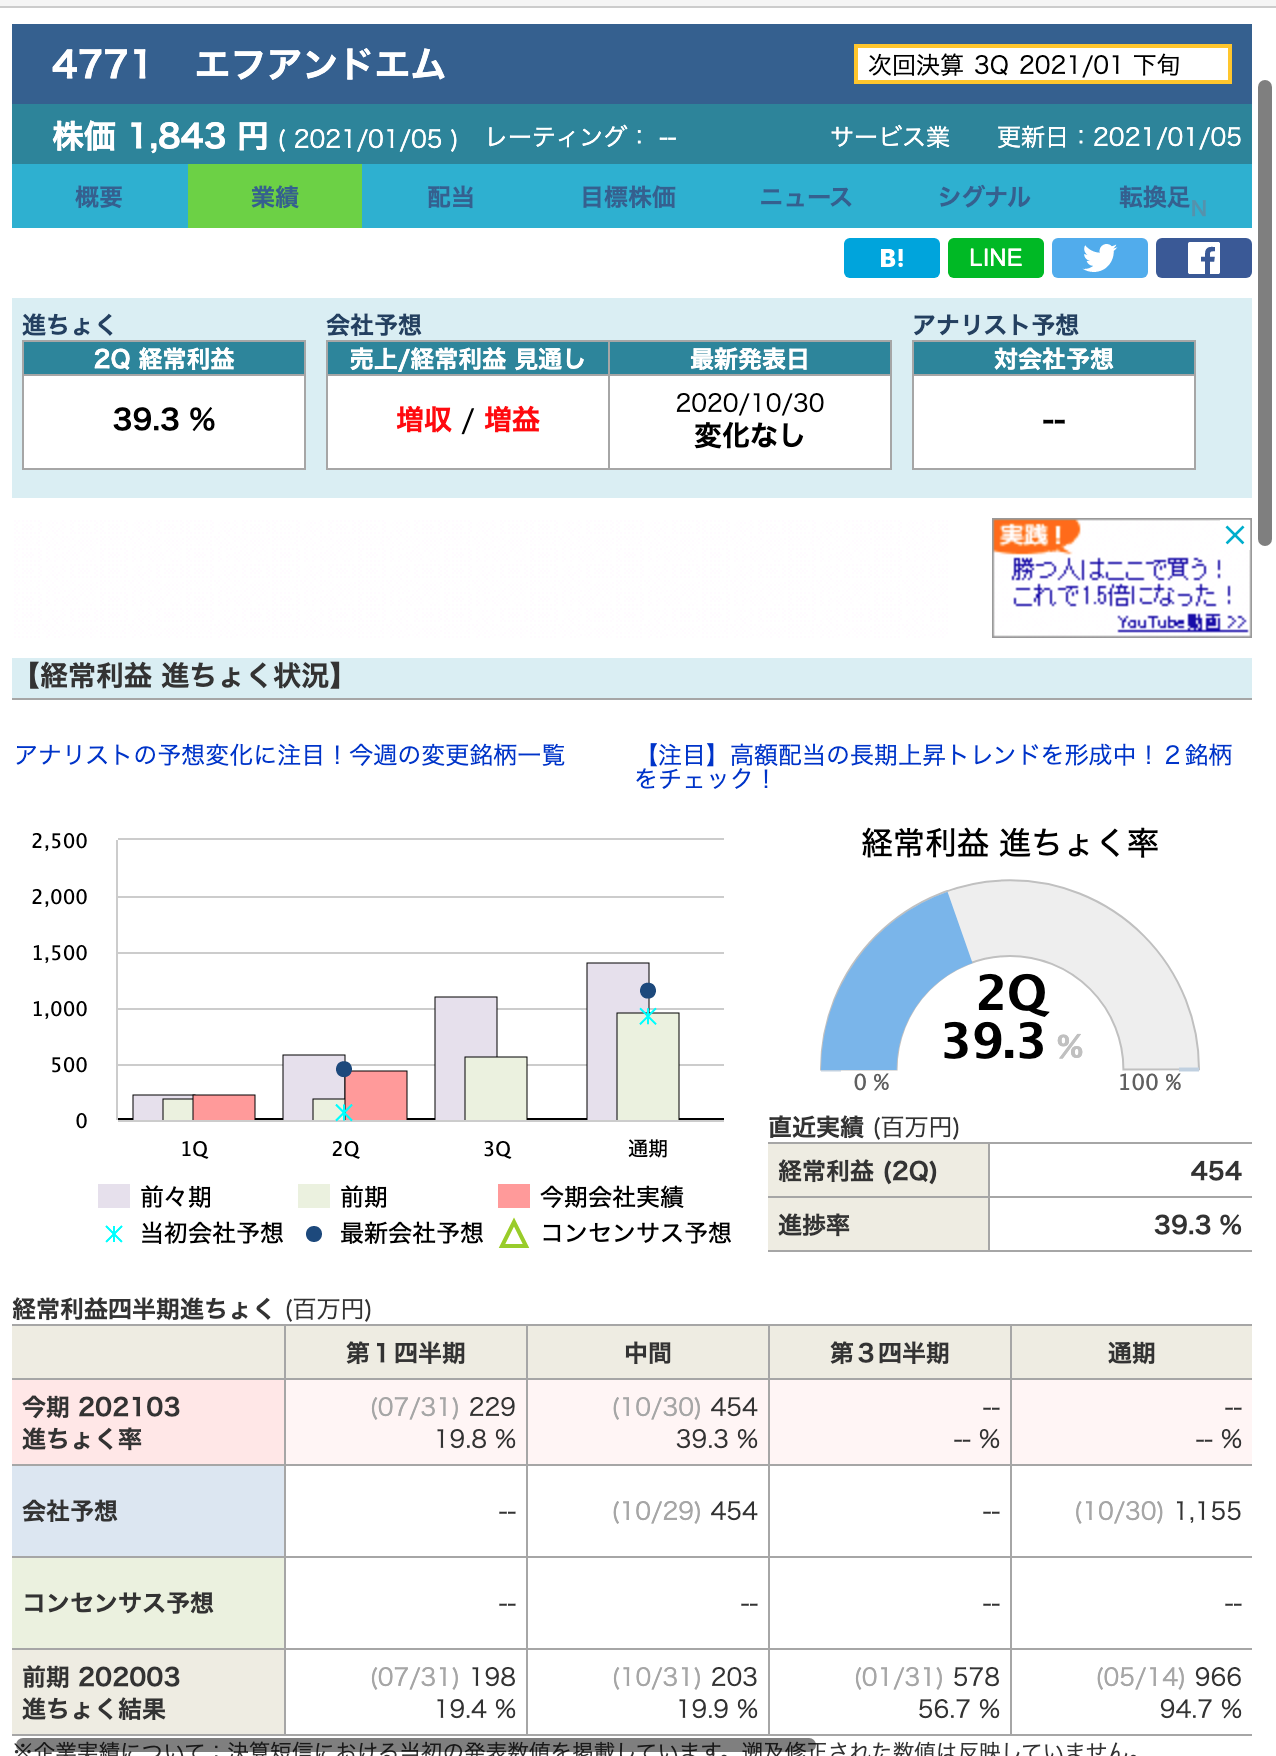 4771 エフアンドエム
次回決算 3Q 2021/01 下旬
株価 1,843 円 ( 2021/01/05 ) レーティング： -- サービス業 更新日：2021/01/05
概要 業績 配当 目標株価 ニュース シグナル 転換足 N
B! LINE
進ちょく 会社予想 アナリスト予想
2Q 経常利益 売上/経常利益 見通し 最新発表日 対会社予想
39.3 % 増収 / 増益 2020/10/30 変化なし --
実践！
勝つ人はここで買う！
これで1.5倍になった！
YouTube動画 >>
【経常利益 進ちょく状況】
アナリストの予想変化に注目！今週の変更銘柄一覧
【注目】高額配当の長期上昇トレンドを形成中！２銘柄
をチェック！
2,500
2,000
1,500
1,000
500
0
1Q 2Q 3Q 通期
前々期 前期 今期会社実績
当初会社予想 最新会社予想 コンセンサス予想
経常利益 進ちょく率
2Q
39.3 %
0 % 100 %
直近実績 (百万円)
経常利益 (2Q) 454
進捗率 39.3 %
経常利益四半期進ちょく (百万円)
第１四半期 中間 第３四半期 通期
今期 202103 (07/31) 229 (10/30) 454 -- --
進ちょく率 19.8 % 39.3 % -- % -- %
会社予想 -- (10/29) 454 -- (10/30) 1,155
コンセンサス予想 -- -- -- --
前期 202003 (07/31) 198 (10/31) 203 (01/31) 578 (05/14) 966
進ちょく結果 19.4 % 19.9 % 56.7 % 94.7 %
※企業実績について：決算短信における当初の発表数値を掲載しています。遡及修正された数値は反映していません。